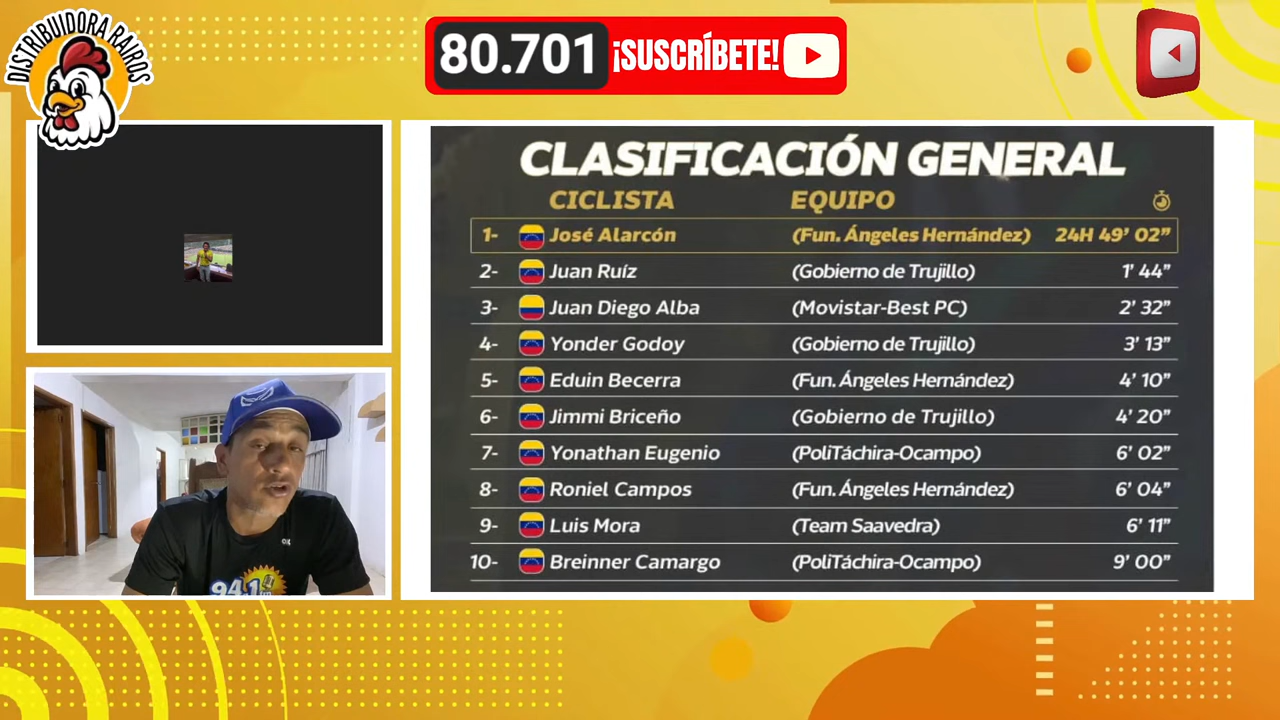 DISTRIBUIDORA RAIROS
80.701 ¡SUSCRÍBETE!
CLASIFICACIÓN GENERAL
CICLISTA EQUIPO
1- José Alarcón (Fun. Ángeles Hernández) 24H 49’ 02”
2- Juan Ruíz (Gobierno de Trujillo) 1’ 44”
3- Juan Diego Alba (Movistar-Best PC) 2’ 32”
4- Yonder Godoy (Gobierno de Trujillo) 3’ 13”
5- Eduin Becerra (Fun. Ángeles Hernández) 4’ 10”
6- Jimmi Briceño (Gobierno de Trujillo) 4’ 20”
7- Yonathan Eugenio (PoliTáchira-Ocampo) 6’ 02”
8- Roniel Campos (Fun. Ángeles Hernández) 6’ 04”
9- Luis Mora (Team Saavedra) 6’ 11”
10- Breinner Camargo (PoliTáchira-Ocampo) 9’ 00”
94.1 fm